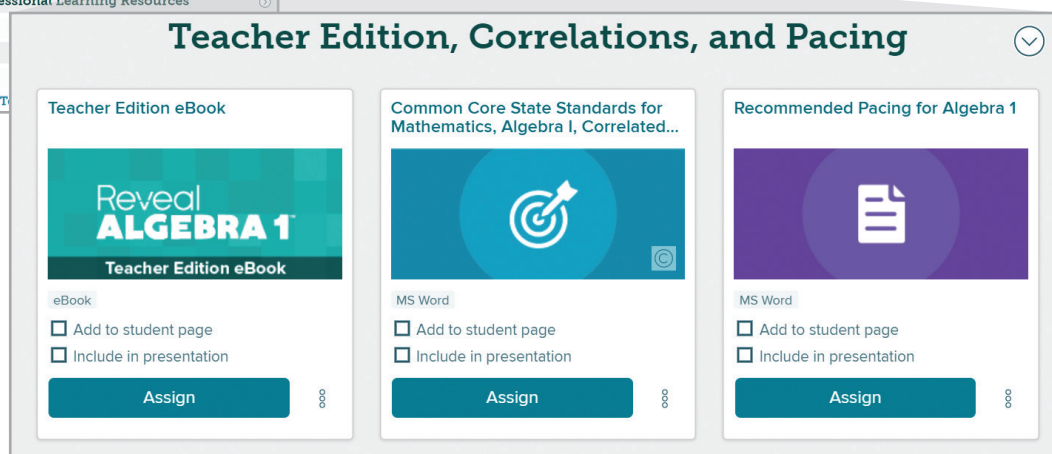 Learning Resources
Teacher Edition, Correlations, and Pacing
Teacher Edition eBook
Reveal
ALGEBRA 1™
Teacher Edition eBook
eBook
Add to student page
Include in presentation
Assign
Common Core State Standards for
Mathematics, Algebra I, Correlated...
©
MS Word
Add to student page
Include in presentation
Assign
Recommended Pacing for Algebra 1
MS Word
Add to student page
Include in presentation
Assign